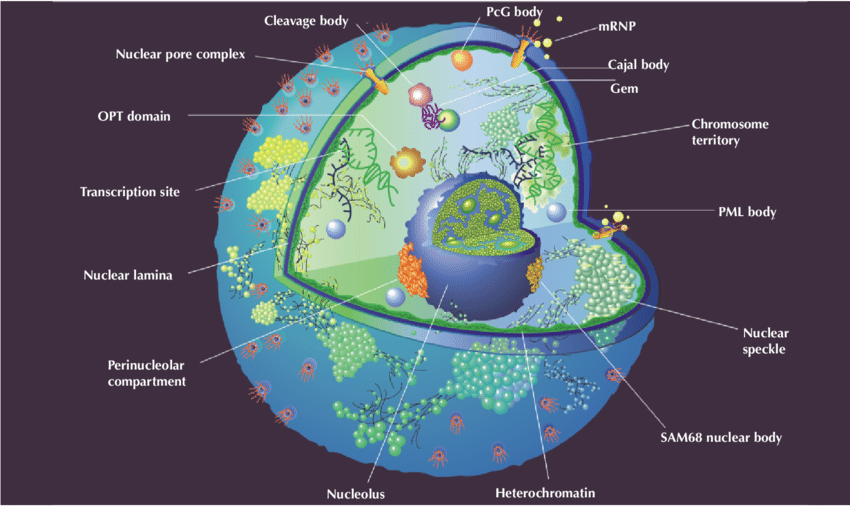 Cleavage body
PcG body
mRNP
Nuclear pore complex
Cajal body
Gem
OPT domain
Chromosome
territory
Transcription site
PML body
Nuclear lamina
Nuclear
speckle
Perinucleolar
compartment
SAM68 nuclear body
Nucleolus
Heterochromatin